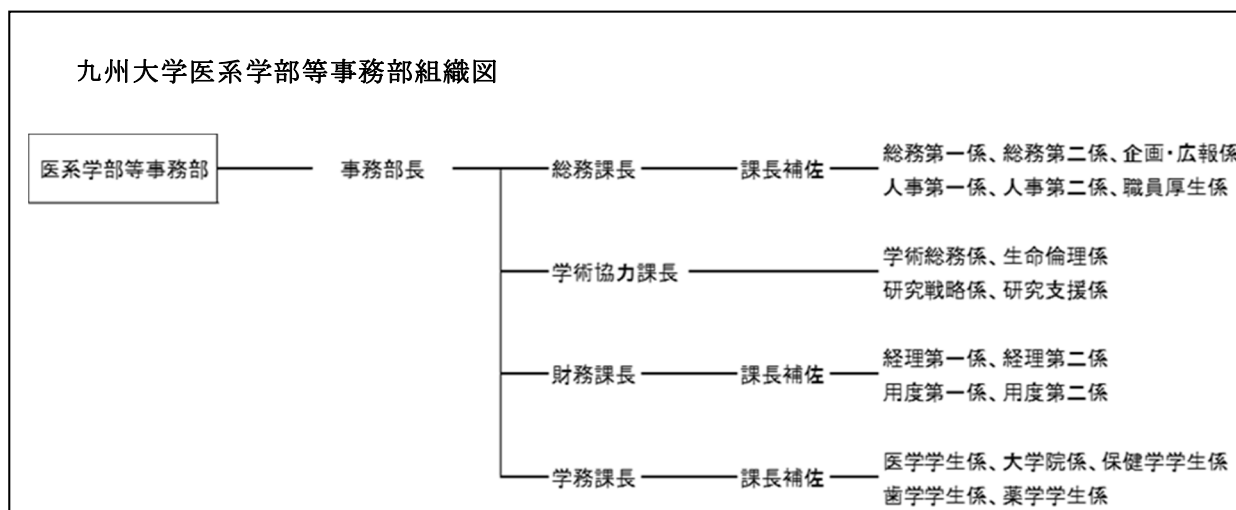 九州大学医系学部等事務部組織図
医系学部等事務部
事務部長
総務課長
課長補佐
総務第一係、総務第二係、企画・広報係
人事第一係、人事第二係、職員厚生係
学術協力課長
学術総務係、生命倫理係
研究戦略係、研究支援係
財務課長
課長補佐
経理第一係、経理第二係
用度第一係、用度第二係
学務課長
課長補佐
医学学生係、大学院係、保健学学生係
歯学学生係、薬学学生係